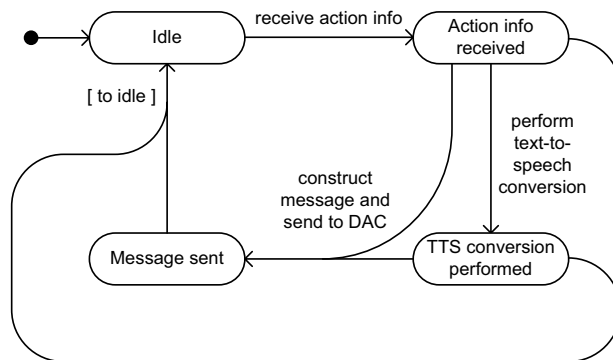 receive action info
Idle
Action info
received
[ to idle ]
perform
text-to-
speech
conversion
construct
message and
send to DAC
Message sent
TTS conversion
performed